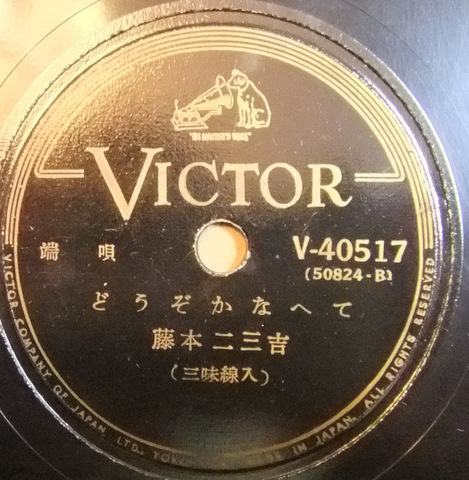 "HIS MASTER'S VOICE"
VICTOR
端唄
V-40517
(50824-B)
どうぞかなへて
藤本二三吉
(三味線入)
VICTOR COMPANY OF JAPAN LTD., IN JAPAN. ALL RIGHTS RESERVED